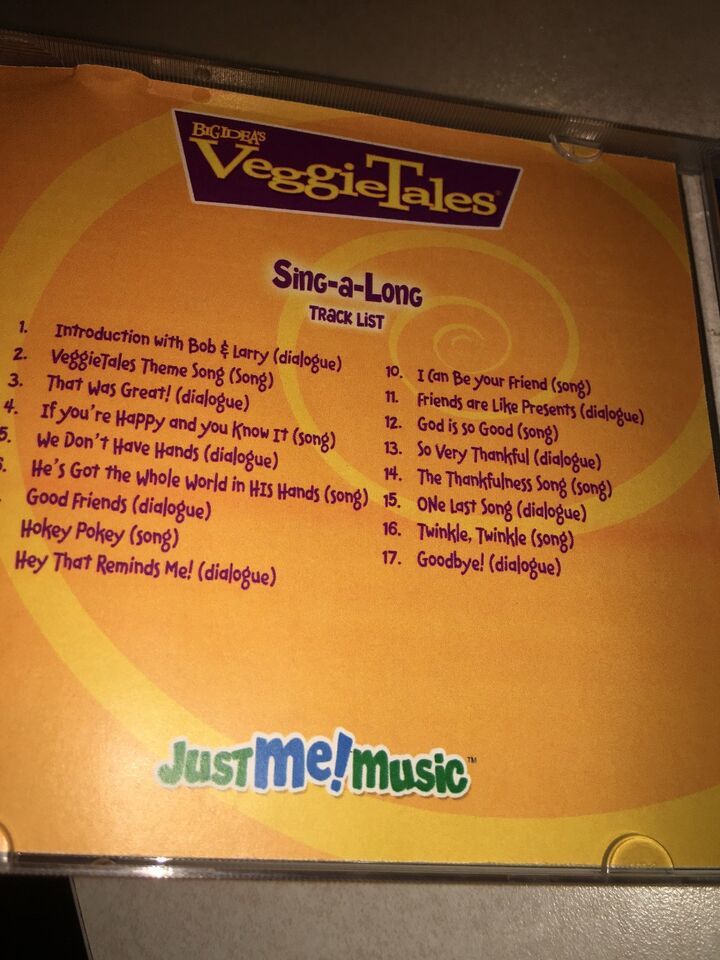 BIG IDEA'S
VeggieTales®
Sing-a-Long
Track List
1. Introduction with Bob & Larry (dialogue)
2. VeggieTales Theme Song (Song)
3. That Was Great! (dialogue)
4. If you're Happy and you Know It (song)
5. We Don't Have Hands (dialogue)
6. He's Got the Whole World in His Hands (song)
Good Friends (dialogue)
Hokey Pokey (song)
Hey That Reminds Me! (dialogue)
10. I Can Be your Friend (song)
11. Friends are Like Presents (dialogue)
12. God is so Good (song)
13. So Very Thankful (dialogue)
14. The Thankfulness Song (song)
15. ONe Last Song (dialogue)
16. Twinkle, Twinkle (song)
17. Goodbye! (dialogue)
Just Me! Music™